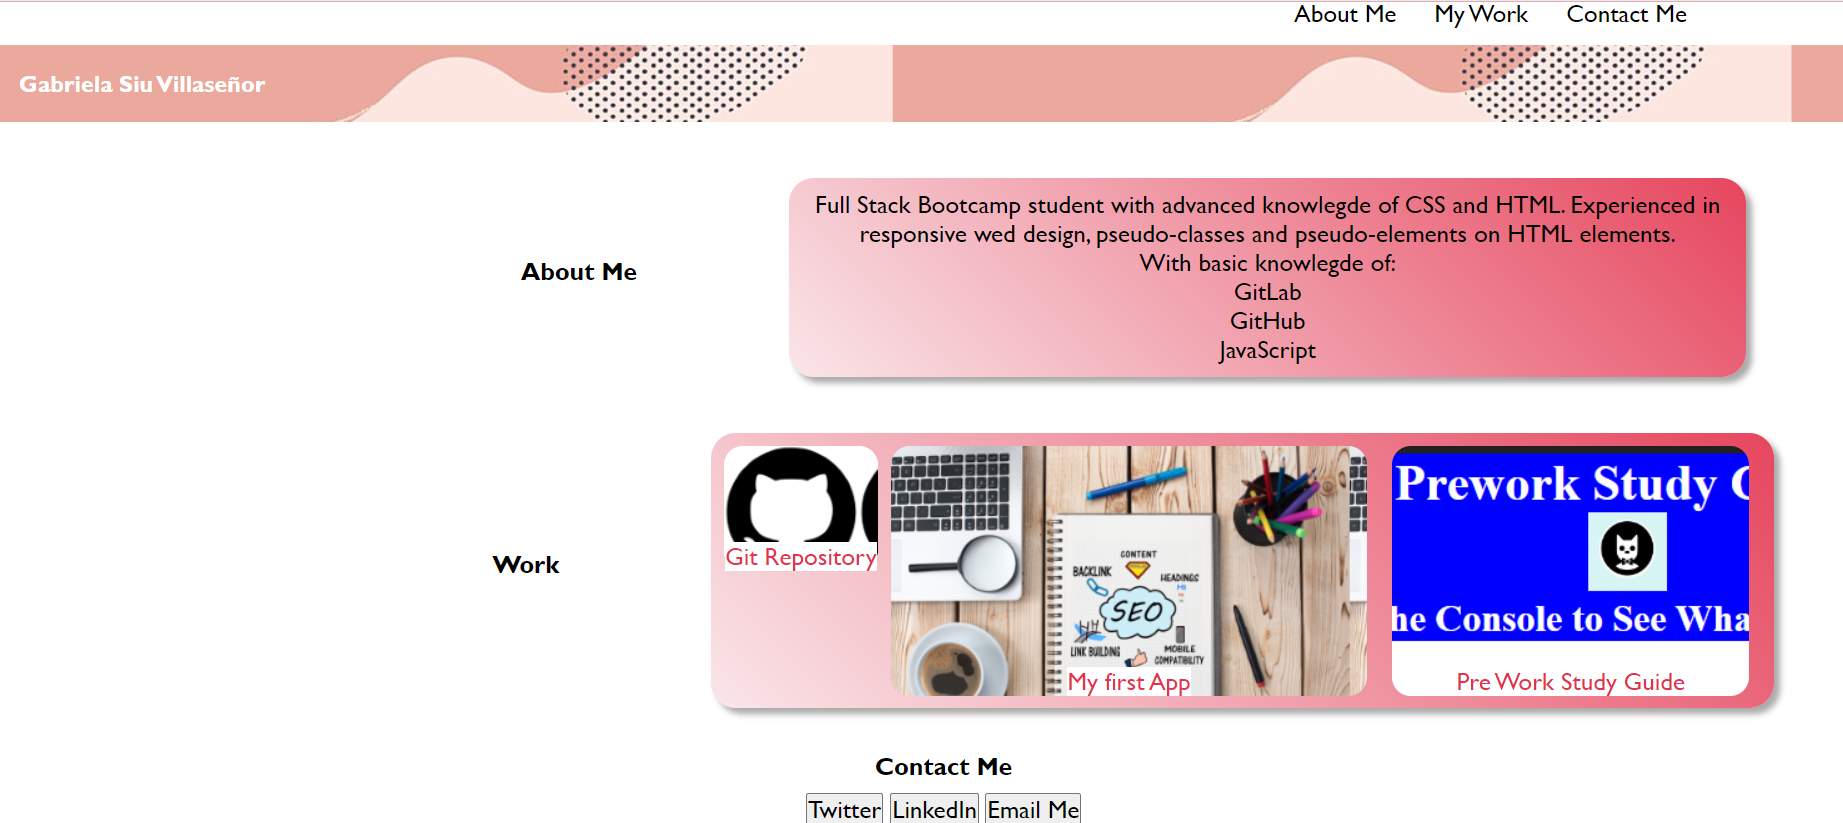 About Me My Work Contact Me
Gabriela Siu Villaseñor
About Me
Full Stack Bootcamp student with advanced knowlegde of CSS and HTML. Experienced in
responsive wed design, pseudo-classes and pseudo-elements on HTML elements.
With basic knowlegde of:
GitLab
GitHub
JavaScript
Work
Git Repository
CONTENT
BACKLINK
HEADINGS
SEO
LINK BUILDING
MOBILE
COMPATIBILITY
My first App
Prework Study G
he Console to See Wha
Pre Work Study Guide
Contact Me
Twitter LinkedIn Email Me